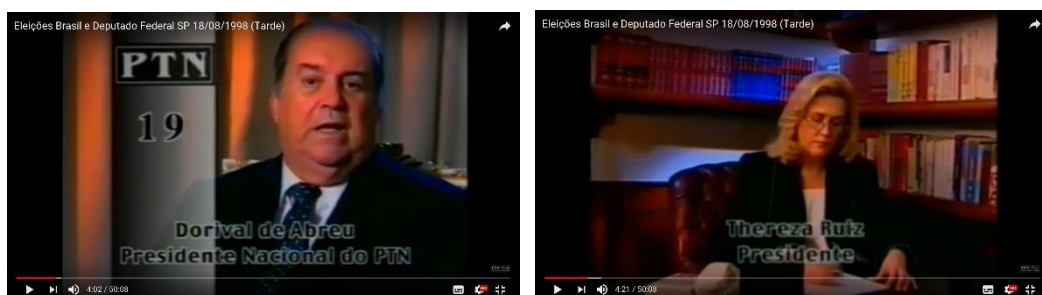 Eleições Brasil e Deputado Federal SP 18/08/1998 (Tarde)
PTN
19
Dorival de Abreu
Presidente Nacional do PTN
4:02 / 50:08
Eleições Brasil e Deputado Federal SP 18/08/1998 (Tarde)
Thereza Ruiz
Presidente
4:21 / 50:08